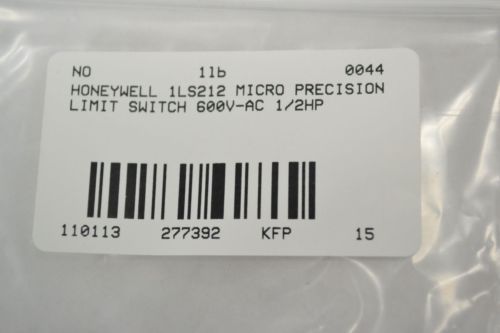 NO 1lb 0044
HONEYWELL 1LS212 MICRO PRECISION
LIMIT SWITCH 600V-AC 1/2HP
110113 277392 KFP 15